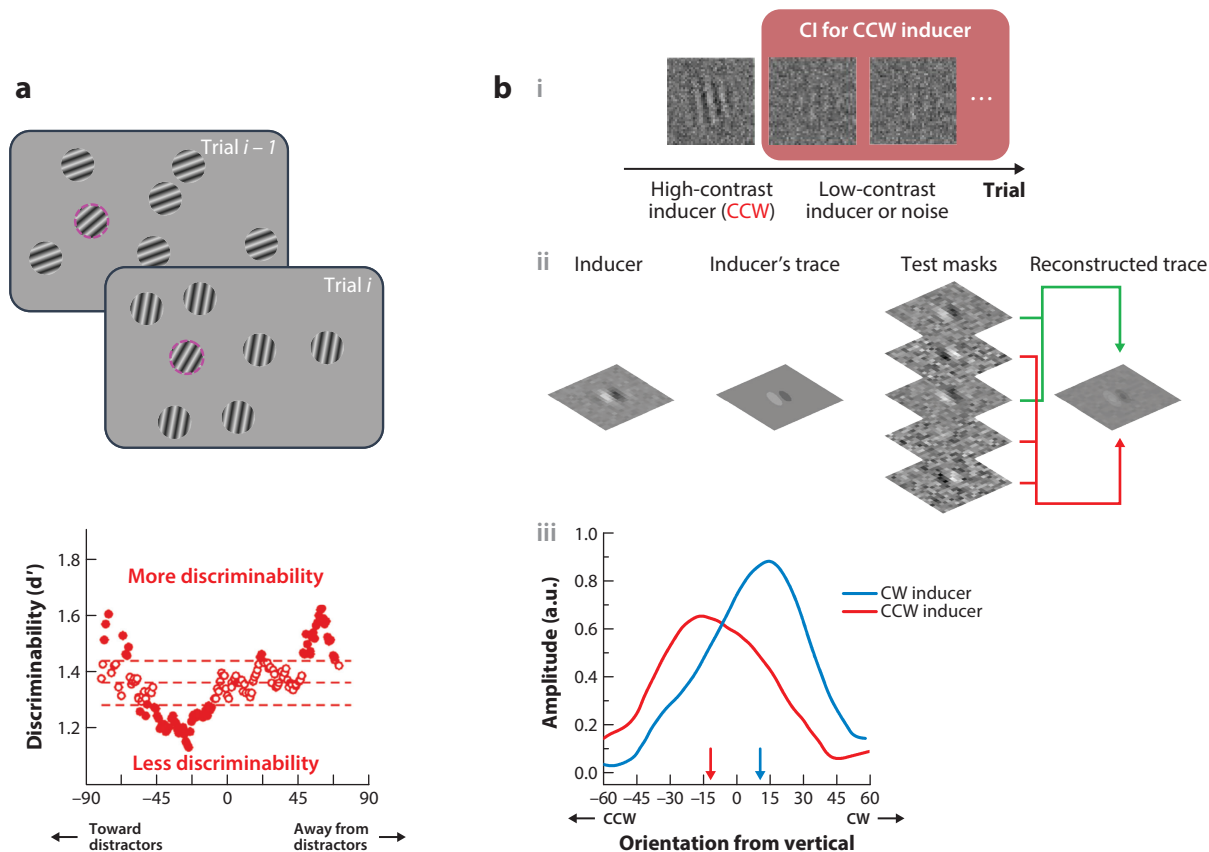 a
Trial i – 1
Trial i
Discriminability (d′)
1.8
1.6
1.4
1.2
More discriminability
Less discriminability
–90
–45
0
45
90
Toward
distractors
Away from
distractors
b
i
CI for CCW inducer
...
High-contrast
inducer (CCW)
Low-contrast
inducer or noise
Trial
ii
Inducer
Inducer’s trace
Test masks
Reconstructed trace
iii
Amplitude (a.u.)
1.0
0.8
0.6
0.4
0.2
0.0
CW inducer
CCW inducer
–60
–45
–30
–15
0
15
30
45
60
CCW
CW
Orientation from vertical